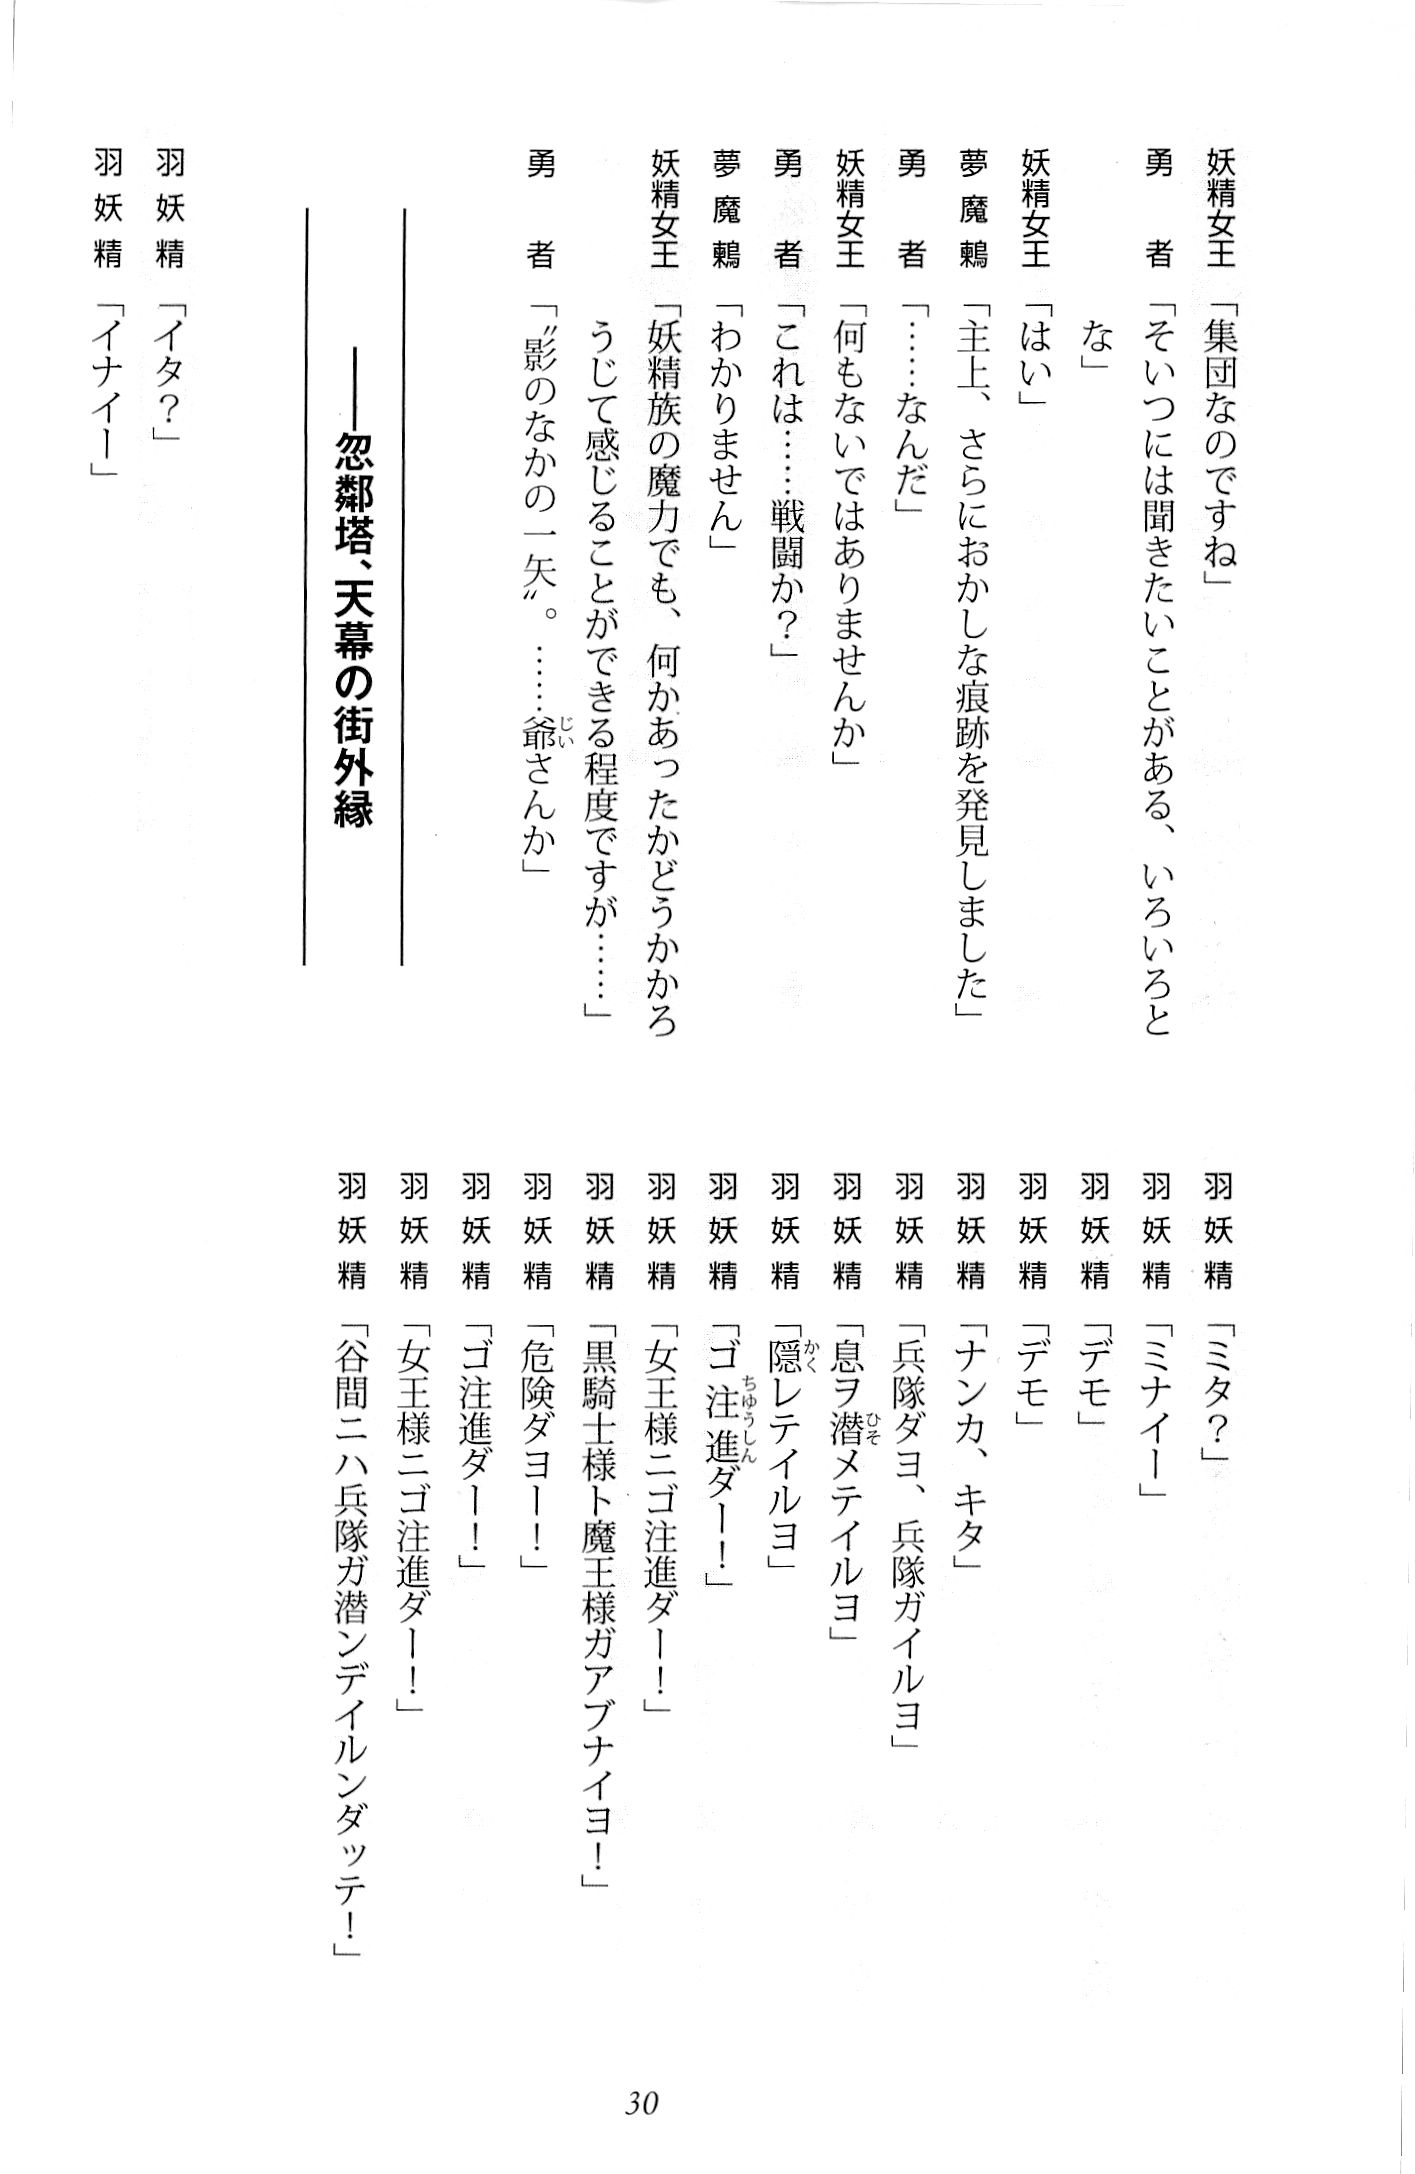 妖精女王「集団なのですね」
勇者「そいつには聞きたいことがある、いろいろと
な」
妖精女王「はい」
夢魔鶫「主上、さらにおかしな痕跡を発見しました」
勇者「……なんだ」
妖精女王「何もないではありませんか」
勇者「これは……戦闘か？」
夢魔鶫「わかりません」
妖精女王「妖精族の魔力でも、何かあったかどうかかろ
うじて感じることができる程度ですが……」
勇者「〝影のなかの一矢〟。……爺さんか」
じい
――忽鄰塔、天幕の街外縁
羽妖精「イタ？」
羽妖精「イナイー」
羽妖精「ミタ？」
羽妖精「ミナイー」
羽妖精「デモ」
羽妖精「デモ」
羽妖精「ナンカ、キタ」
羽妖精「兵隊ダヨ、兵隊ガイルヨ」
羽妖精「息ヲ潜メテイルヨ」
ひそ
羽妖精「隠レテイルヨ」
かく
羽妖精「ゴ注進ダー！」
ちゅうしん
羽妖精「女王様ニゴ注進ダー！」
羽妖精「黒騎士様ト魔王様ガアブナイヨ！」
羽妖精「危険ダヨー！」
羽妖精「ゴ注進ダー！」
羽妖精「女王様ニゴ注進ダー！」
羽妖精「谷間ニハ兵隊ガ潜ンデイルンダッテ！」
30